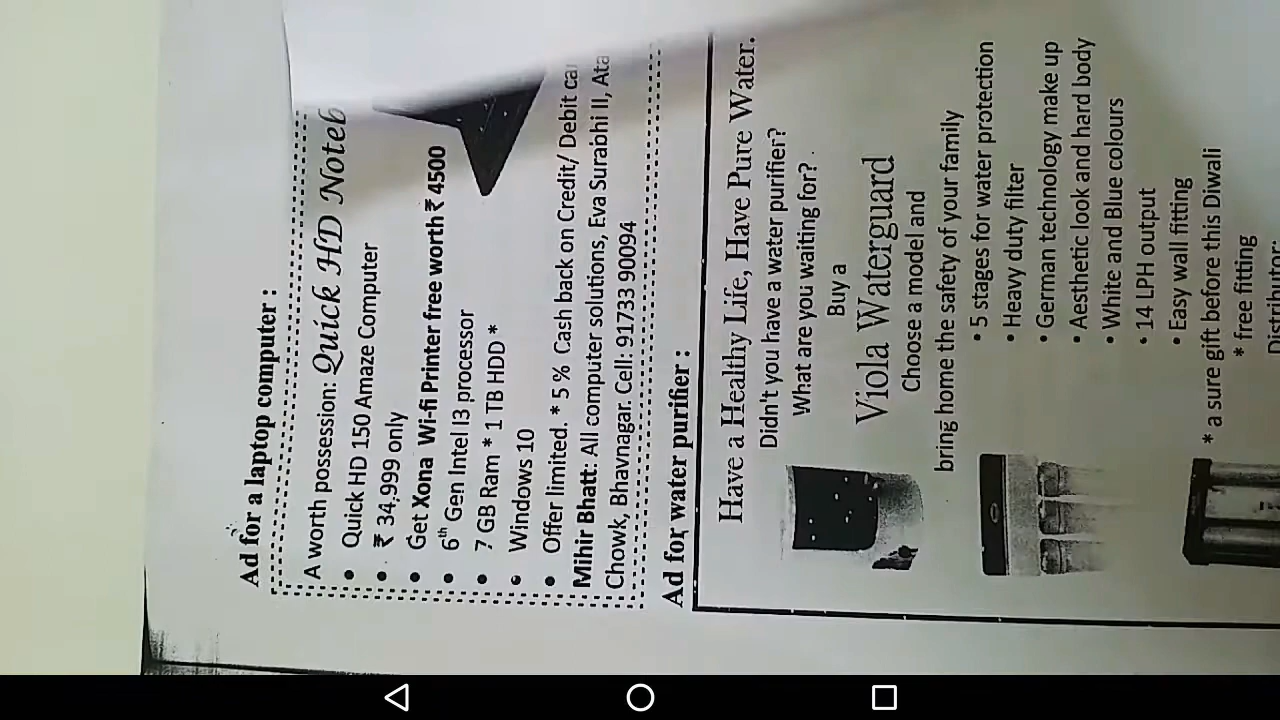 Ad for a laptop computer :
A worth possession: Quick HD
• Quick HD 150 Amaze Computer
• ₹ 34,999 only
• Get Xona Wi-fi Printer free worth ₹ 4500
• 6th Gen Intel I3 processor
• 7 GB Ram * 1 TB HDD *
• Windows 10
• Offer limited. * 5 % Cash back on Credit/ Debit
Mihir Bhatt: All computer solutions, Eva Surabhi II,
Chowk, Bhavnagar. Cell: 91733 90094
Ad for water purifier :
Have a Healthy Life, Have Pure Water.
Didn't you have a water purifier?
What are you waiting for?
Buy a
Viola Waterguard
Choose a model and
bring home the safety of your family
• 5 stages for water protection
• Heavy duty filter
• German technology make up
• Aesthetic look and hard body
• White and Blue colours
• 14 LPH output
• Easy wall fitting
* a sure gift before this Diwali
* free fitting
Distributor: